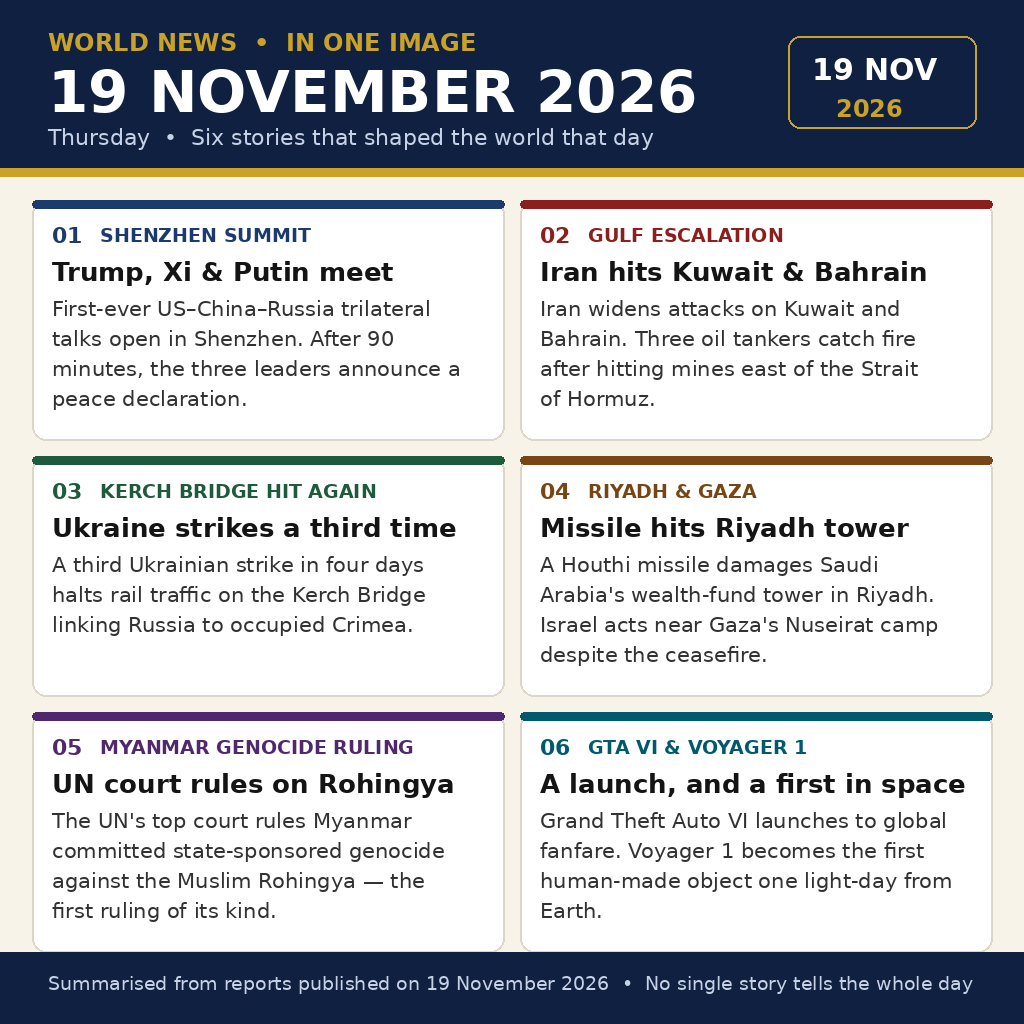 WORLD NEWS • IN ONE IMAGE
19 NOVEMBER 2026
Thursday • Six stories that shaped the world that day
19 NOV
2026
01 SHENZHEN SUMMIT
Trump, Xi & Putin meet
First-ever US–China–Russia trilateral
talks open in Shenzhen. After 90
minutes, the three leaders announce a
peace declaration.
02 GULF ESCALATION
Iran hits Kuwait & Bahrain
Iran widens attacks on Kuwait and
Bahrain. Three oil tankers catch fire
after hitting mines east of the Strait
of Hormuz.
03 KERCH BRIDGE HIT AGAIN
Ukraine strikes a third time
A third Ukrainian strike in four days
halts rail traffic on the Kerch Bridge
linking Russia to occupied Crimea.
04 RIYADH & GAZA
Missile hits Riyadh tower
A Houthi missile damages Saudi
Arabia's wealth-fund tower in Riyadh.
Israel acts near Gaza's Nuseirat camp
despite the ceasefire.
05 MYANMAR GENOCIDE RULING
UN court rules on Rohingya
The UN's top court rules Myanmar
committed state-sponsored genocide
against the Muslim Rohingya — the
first ruling of its kind.
06 GTA VI & VOYAGER 1
A launch, and a first in space
Grand Theft Auto VI launches to global
fanfare. Voyager 1 becomes the first
human-made object one light-day from
Earth.
Summarised from reports published on 19 November 2026 • No single story tells the whole day